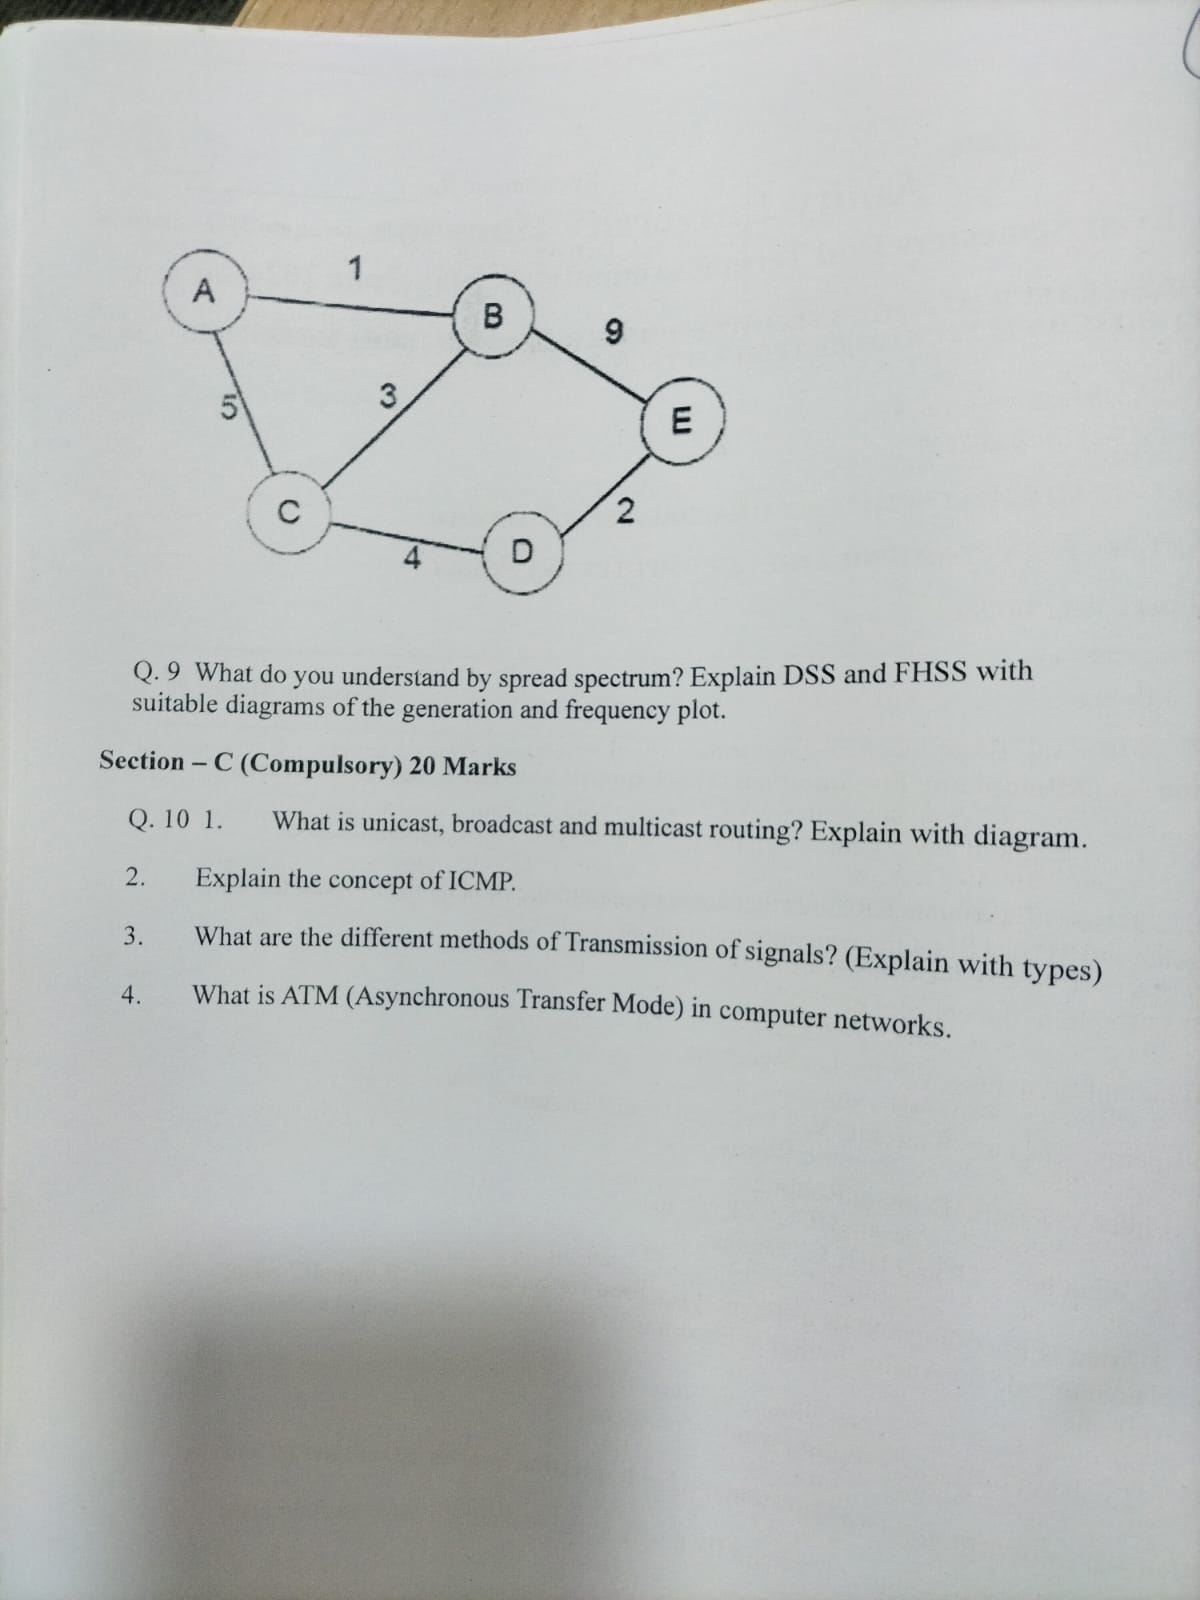 A
1
B
9
5
3
E
C
4
D
2
Q. 9 What do you understand by spread spectrum? Explain DSS and FHSS with
suitable diagrams of the generation and frequency plot.
Section – C (Compulsory) 20 Marks
Q. 10 1. What is unicast, broadcast and multicast routing? Explain with diagram.
2. Explain the concept of ICMP.
3. What are the different methods of Transmission of signals? (Explain with types)
4. What is ATM (Asynchronous Transfer Mode) in computer networks.